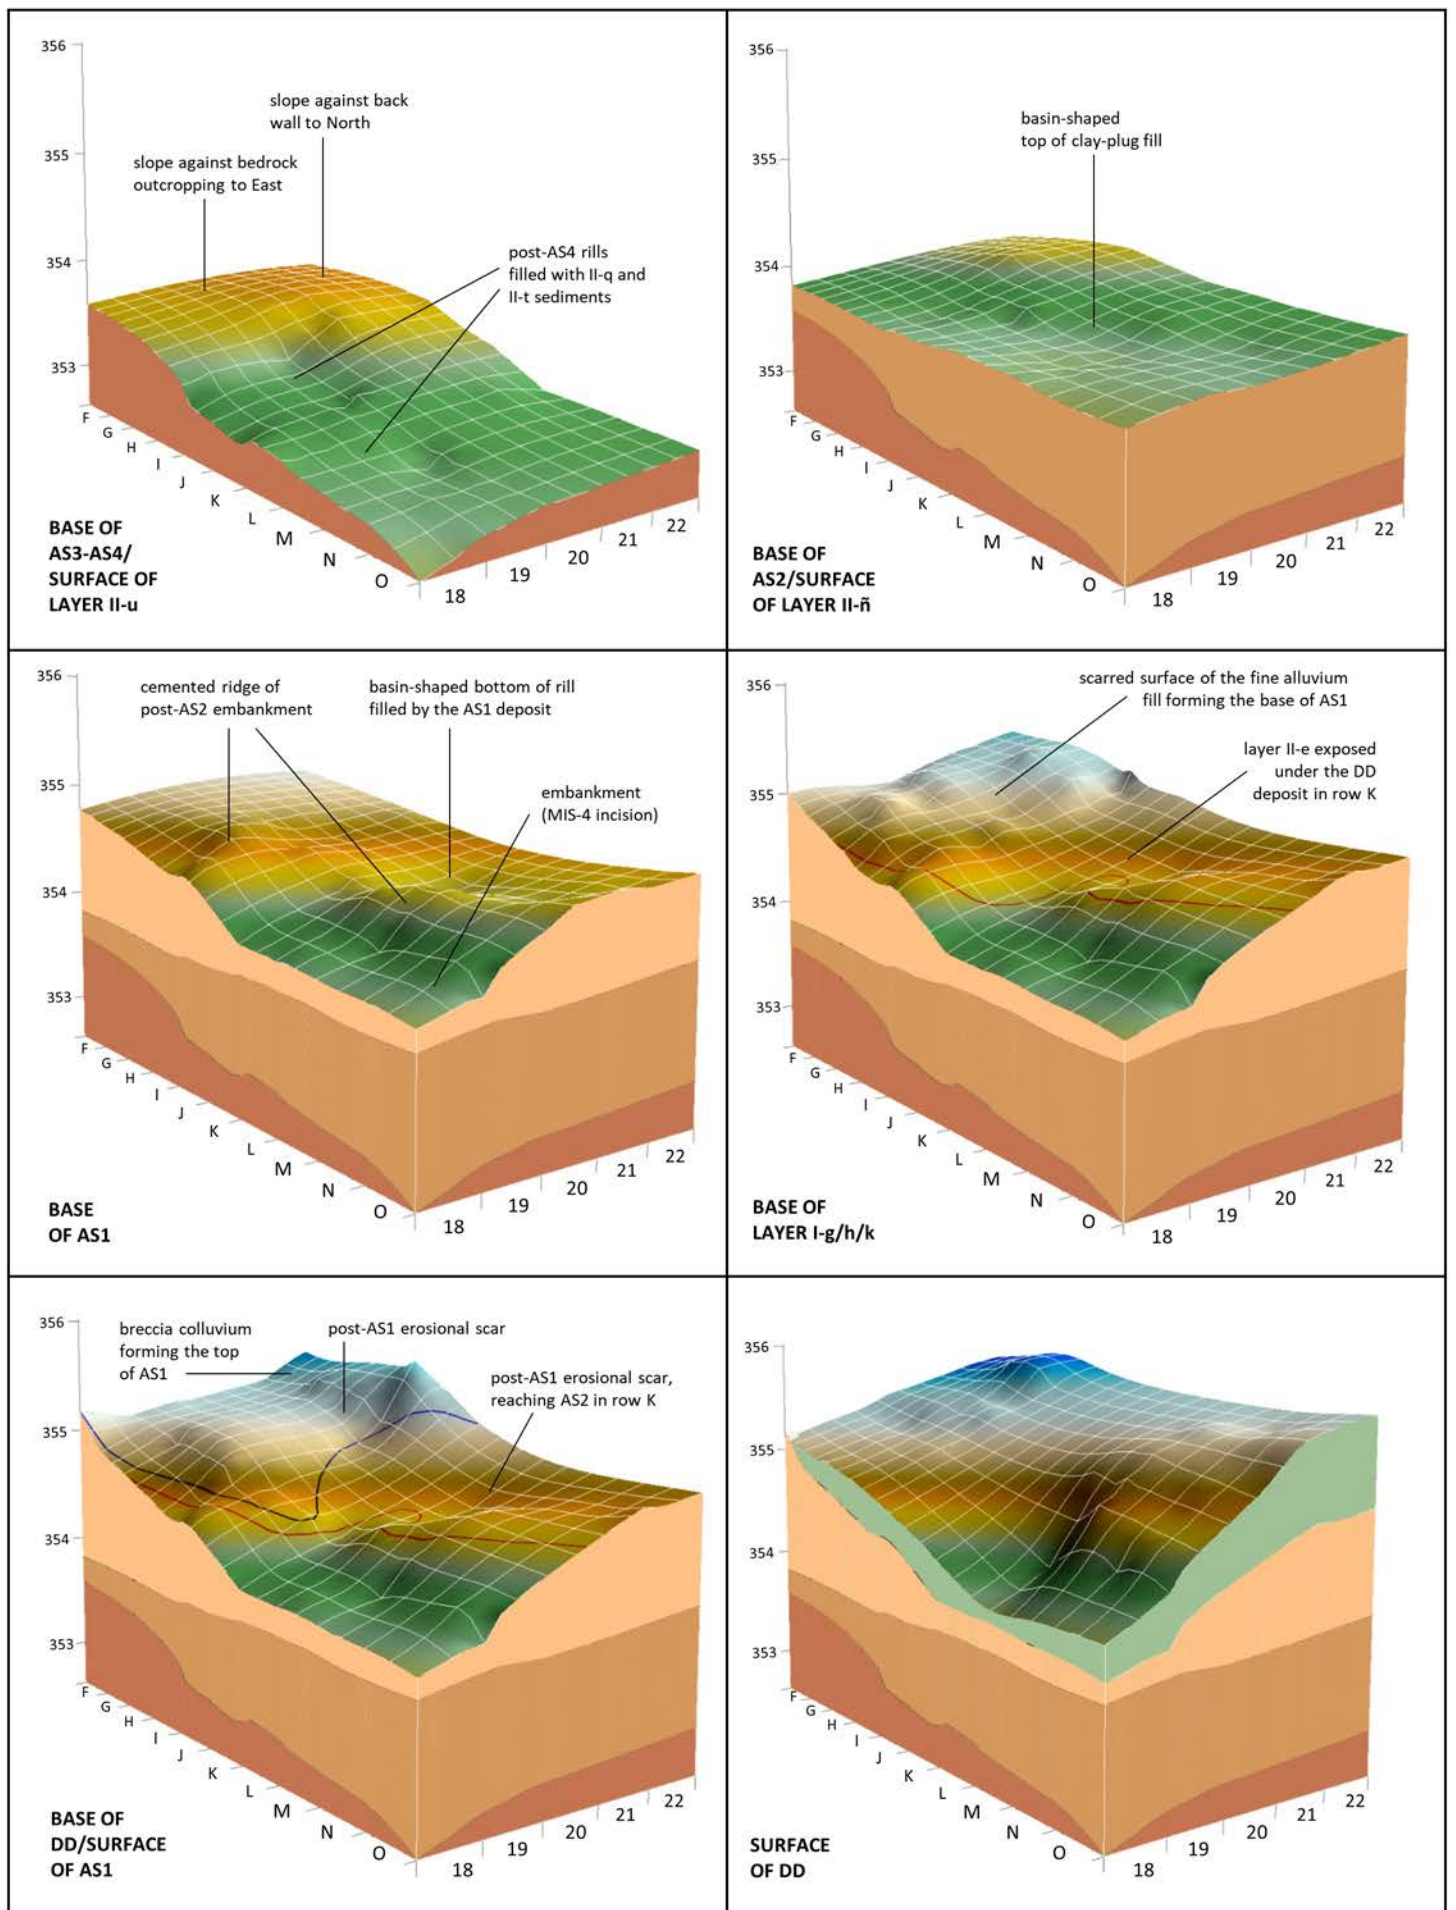 356
355
354
353
slope against back
wall to North
slope against bedrock
outcropping to East
post-AS4 rills
filled with II-q and
II-t sediments
F
G
H
I
J
K
L
M
N
O
18
19
20
21
22
BASE OF
AS3-AS4/
SURFACE OF
LAYER II-u
356
355
354
353
basin-shaped
top of clay-plug fill
F
G
H
I
J
K
L
M
N
O
18
19
20
21
22
BASE OF
AS2/SURFACE
OF LAYER II-ñ
356
355
354
353
cemented ridge of
post-AS2 embankment
basin-shaped bottom of rill
filled by the AS1 deposit
embankment
(MIS-4 incision)
F
G
H
I
J
K
L
M
N
O
18
19
20
21
22
BASE
OF AS1
356
355
354
353
scarred surface of the fine alluvium
fill forming the base of AS1
layer II-e exposed
under the DD
deposit in row K
F
G
H
I
J
K
L
M
N
O
18
19
20
21
22
BASE OF
LAYER I-g/h/k
356
355
354
353
breccia colluvium
forming the top
of AS1
post-AS1 erosional scar
post-AS1 erosional scar,
reaching AS2 in row K
F
G
H
I
J
K
L
M
N
O
18
19
20
21
22
BASE OF
DD/SURFACE
OF AS1
356
355
354
353
F
G
H
I
J
K
L
M
N
O
18
19
20
21
22
SURFACE
OF DD